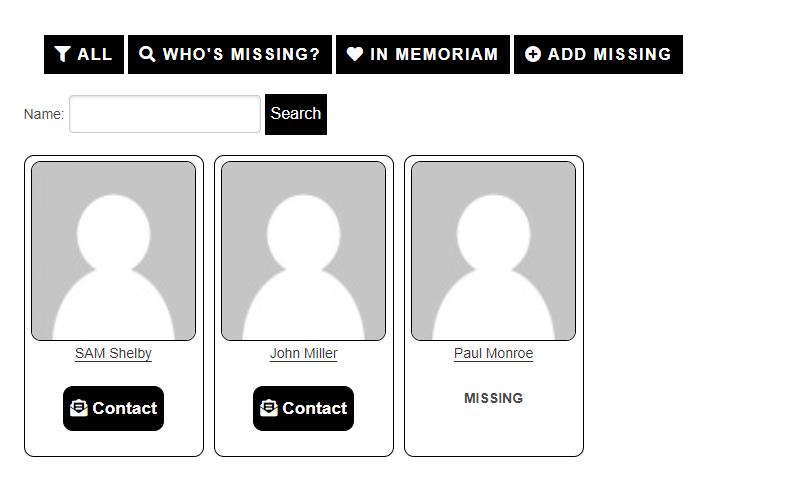 ALL WHO'S MISSING? IN MEMORIAM ADD MISSING
Name: Search
SAM Shelby John Miller Paul Monroe
Contact Contact MISSING